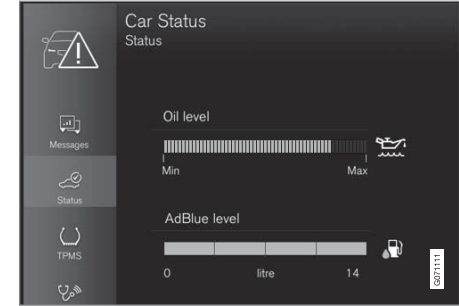 Car Status
Status
Messages
Status
TPMS
Oil level
Min Max
AdBlue level
0 litre 14
G071111